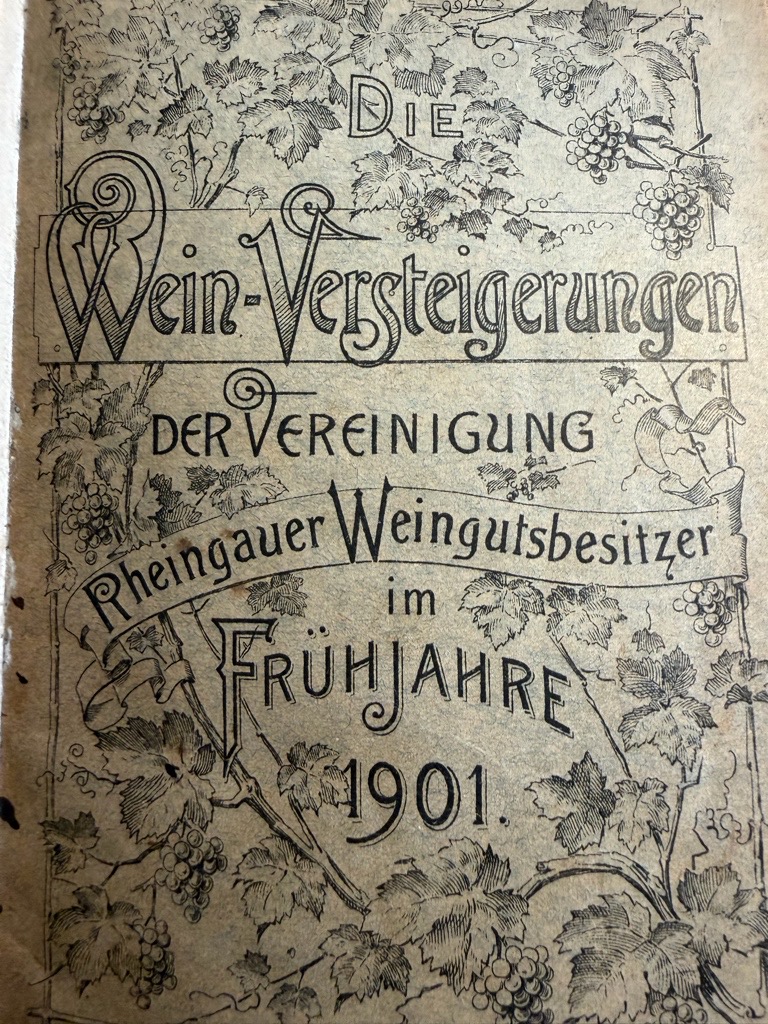 DIE
Wein-Versteigerungen
DER VEREINIGUNG
Rheingauer Weingutsbesitzer
im
FRÜHJAHRE
1901.